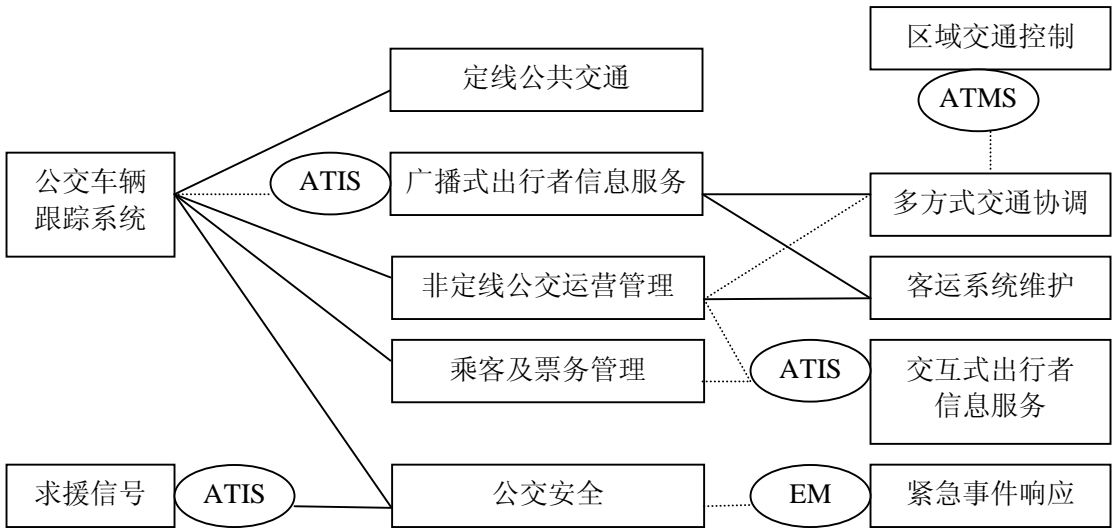 区域交通控制
定线公共交通
ATMS
公交车辆
跟踪系统
ATIS
广播式出行者信息服务
多方式交通协调
非定线公交运营管理
客运系统维护
乘客及票务管理
ATIS
交互式出行者
信息服务
求援信号
ATIS
公交安全
EM
紧急事件响应